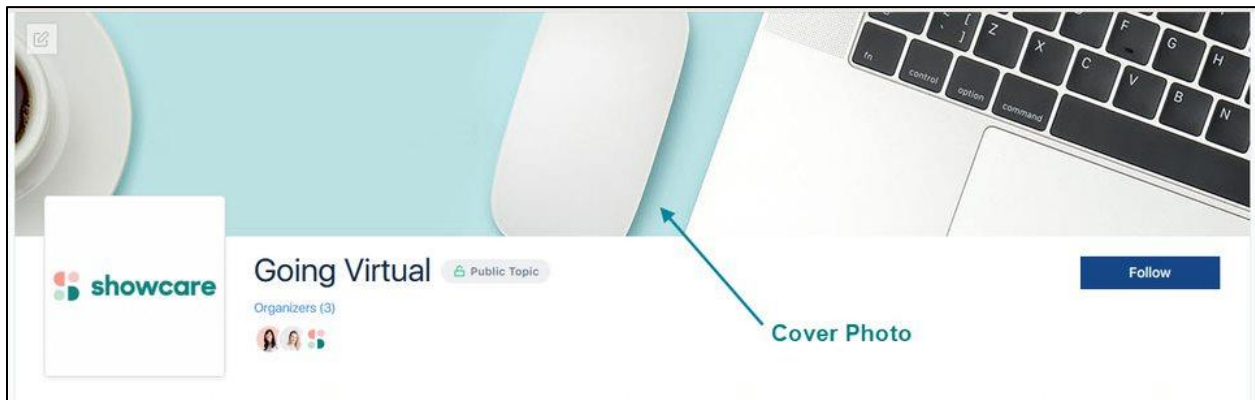 { [
` ]
Z X C V B N
F G H
fn control option command
showcare
Going Virtual
Public Topic
Follow
Organizers (3)
Cover Photo